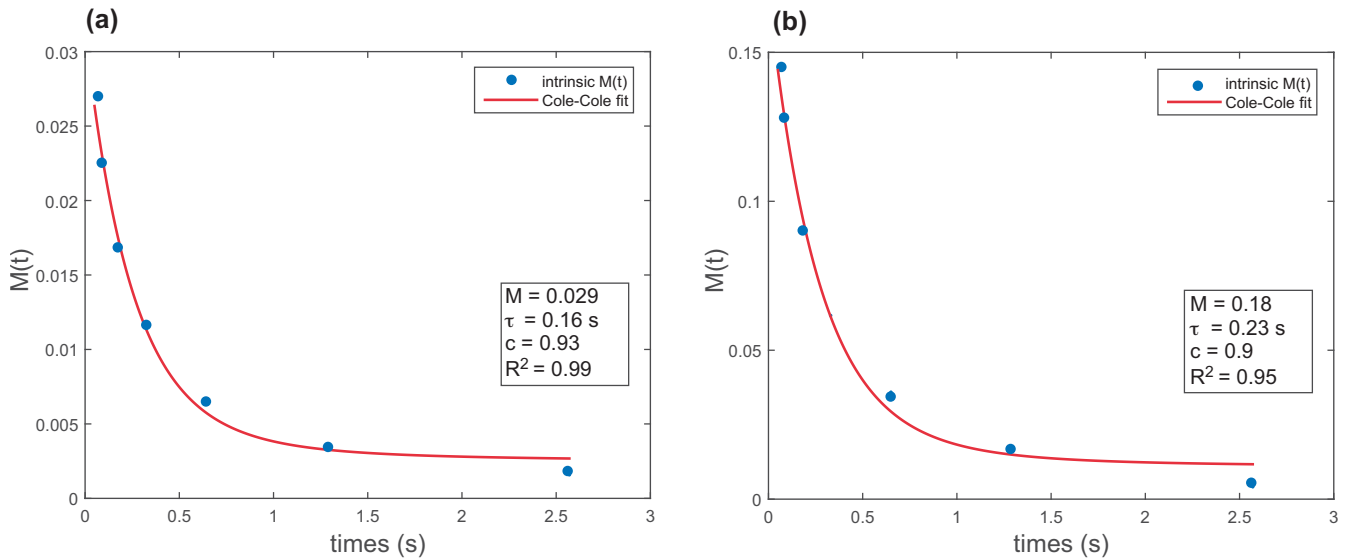 (a)
0.03
0.025
0.02
0.015
0.01
0.005
0
M(t)
0
0.5
1
1.5
2
2.5
3
times (s)
intrinsic M(t)
Cole-Cole fit
M = 0.029
τ = 0.16 s
c = 0.93
R² = 0.99
(b)
0.15
0.1
0.05
0
M(t)
0
0.5
1
1.5
2
2.5
3
times (s)
intrinsic M(t)
Cole-Cole fit
M = 0.18
τ = 0.23 s
c = 0.9
R² = 0.95